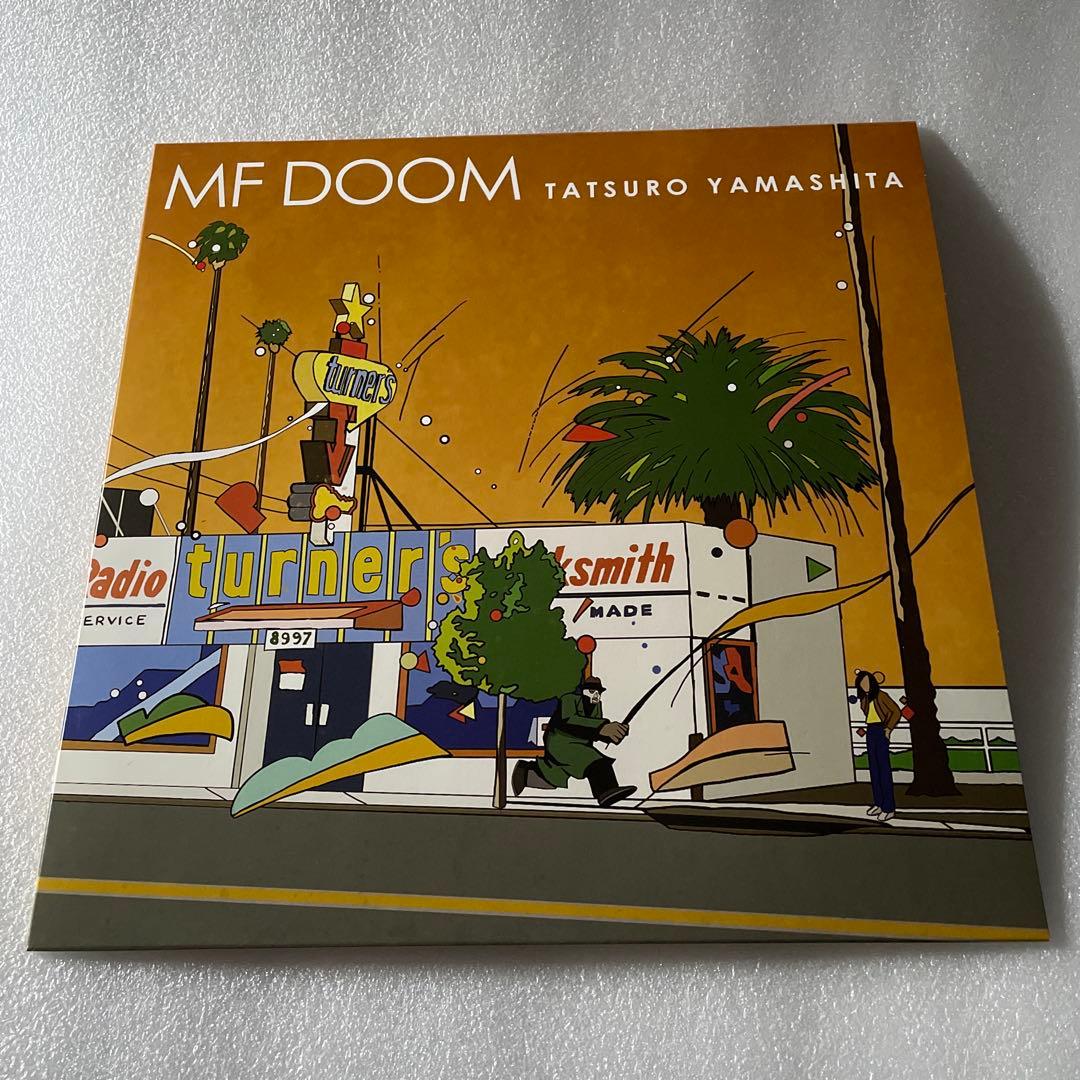 MF DOOM TATSURO YAMASHITA
turners
Radio
ERVICE
turner's
8997
ksmith
MADE